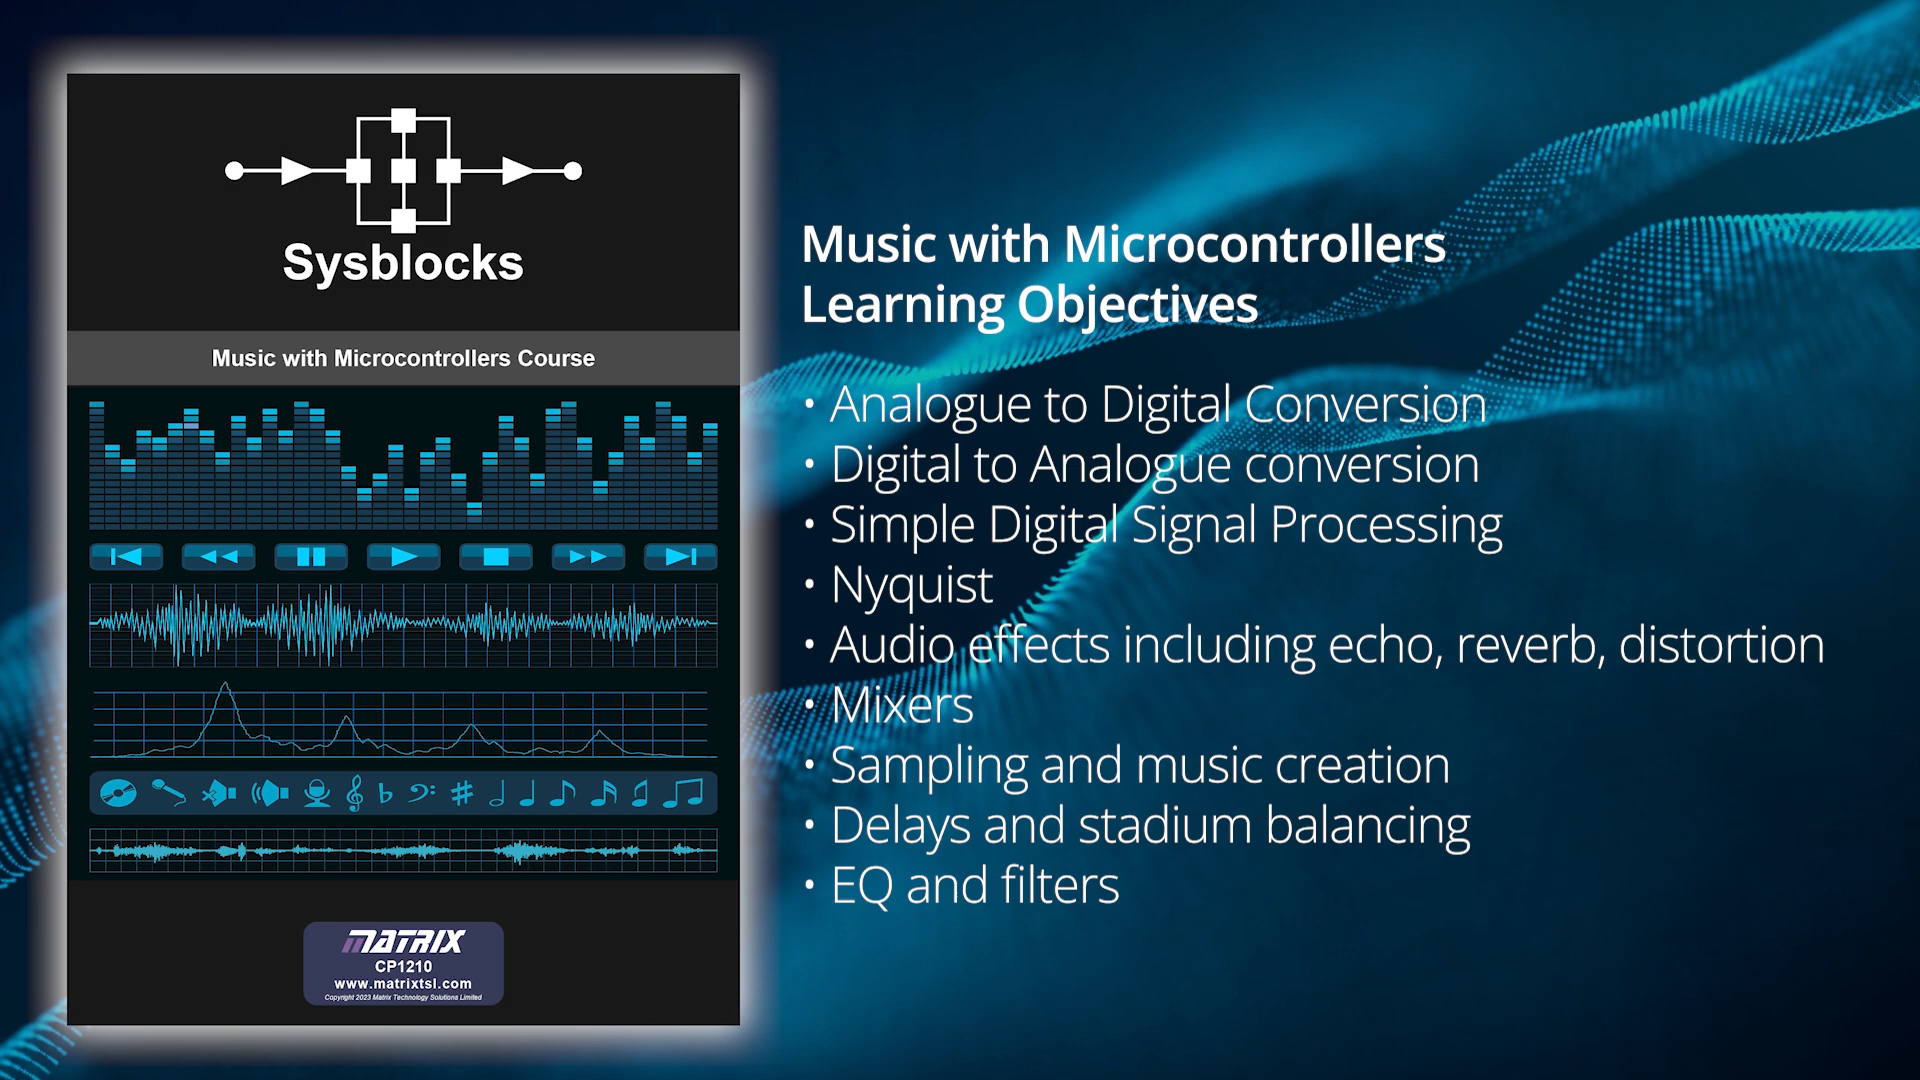 Sysblocks
Music with Microcontrollers Course
MATRIX
CP1210
www.matrixtsl.com
Copyright 2023 Matrix Technology Solutions Limited
Music with Microcontrollers
Learning Objectives
• Analogue to Digital Conversion
• Digital to Analogue conversion
• Simple Digital Signal Processing
• Nyquist
• Audio effects including echo, reverb, distortion
• Mixers
• Sampling and music creation
• Delays and stadium balancing
• EQ and filters